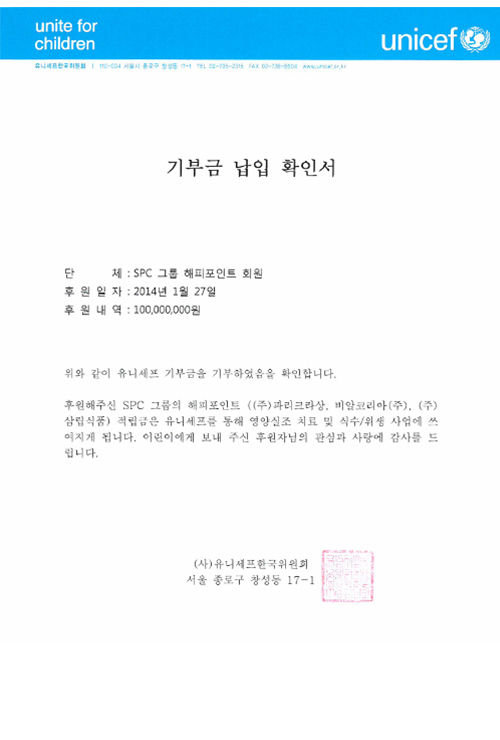 unite for
children
unicef
유니세프한국위원회 | 110-034 서울시 종로구 창성동 17-1 TEL 02-735-2315 FAX www.unicef.or.kr
기부금 납입 확인서
단 체 : SPC 그룹 해피포인트 회원
후 원 일 자 : 2014년 1월 27일
후 원 내 역 : 100,000,000원
위와 같이 유니세프 기부금을 기부하였음을 확인합니다.
후원해주신 SPC 그룹의 해피포인트 ((주)파리크라상, 비알코리아(주), (주)
삼립식품) 적립금은 유니세프를 통해 영양실조 치료 및 식수/위생 사업에 쓰
여지게 됩니다. 어린이에게 보내 주신 후원자님의 관심과 사랑에 감사를 드
립니다.
(사)유니세프한국위원회
서울 종로구 창성동 17-1